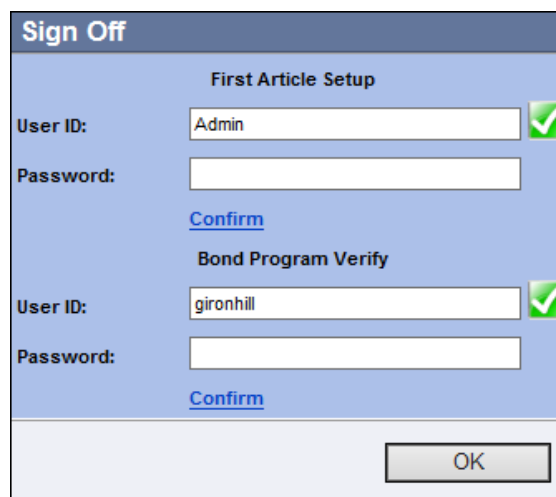 Sign Off
First Article Setup
User ID: Admin
Password:
Confirm
Bond Program Verify
User ID: gironhill
Password:
Confirm
OK